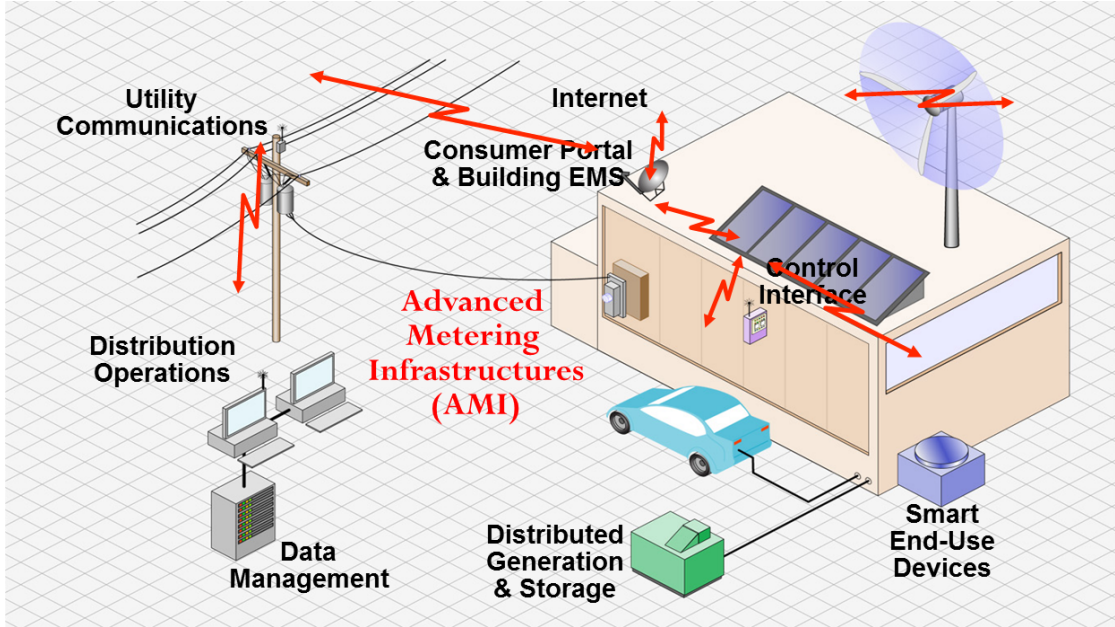 Utility
Communications
Internet
Consumer Portal
& Building EMS
Control
Interface
Advanced
Metering
Infrastructures
(AMI)
Distribution
Operations
Data
Management
Distributed
Generation
& Storage
Smart
End-Use
Devices